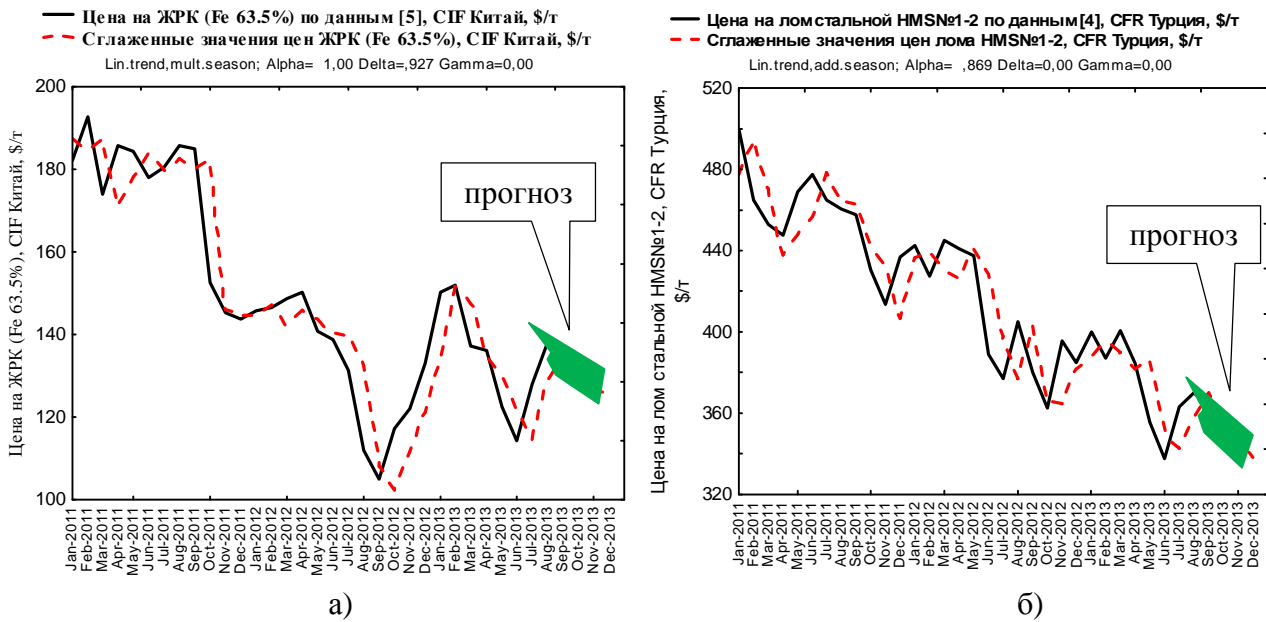 Цена на ЖРК (Fe 63.5%) по данным [5], CIF Китай, $/т
Сглаженные значения цен ЖРК (Fe 63.5%), CIF Китай, $/т
Lin.trend,mult.season; Alpha= 1,00 Delta=,927 Gamma=0,00
Цена на ЖРК (Fe 63.5%), CIF Китай, $/т
200
180
160
140
120
100
прогноз
Jan-2011
Feb-2011
Mar-2011
Apr-2011
May-2011
Jun-2011
Jul-2011
Aug-2011
Sep-2011
Oct-2011
Nov-2011
Dec-2011
Jan-2012
Feb-2012
Mar-2012
Apr-2012
May-2012
Jun-2012
Jul-2012
Aug-2012
Sep-2012
Oct-2012
Nov-2012
Dec-2012
Jan-2013
Feb-2013
Mar-2013
Apr-2013
May-2013
Jun-2013
Jul-2013
Aug-2013
Sep-2013
Oct-2013
Nov-2013
Dec-2013
а)
Цена на лом стальной HMS№1-2 по данным [4], CFR Турция, $/т
Сглаженные значения цен лома HMS№1-2, CFR Турция, $/т
Lin.trend,add.season; Alpha= ,869 Delta=0,00 Gamma=0,00
Цена на лом стальной HMS№1-2, CFR Турция,
$/т
520
480
440
400
360
320
прогноз
Jan-2011
Feb-2011
Mar-2011
Apr-2011
May-2011
Jun-2011
Jul-2011
Aug-2011
Sep-2011
Oct-2011
Nov-2011
Dec-2011
Jan-2012
Feb-2012
Mar-2012
Apr-2012
May-2012
Jun-2012
Jul-2012
Aug-2012
Sep-2012
Oct-2012
Nov-2012
Dec-2012
Jan-2013
Feb-2013
Mar-2013
Apr-2013
May-2013
Jun-2013
Jul-2013
Aug-2013
Sep-2013
Oct-2013
Nov-2013
Dec-2013
б)